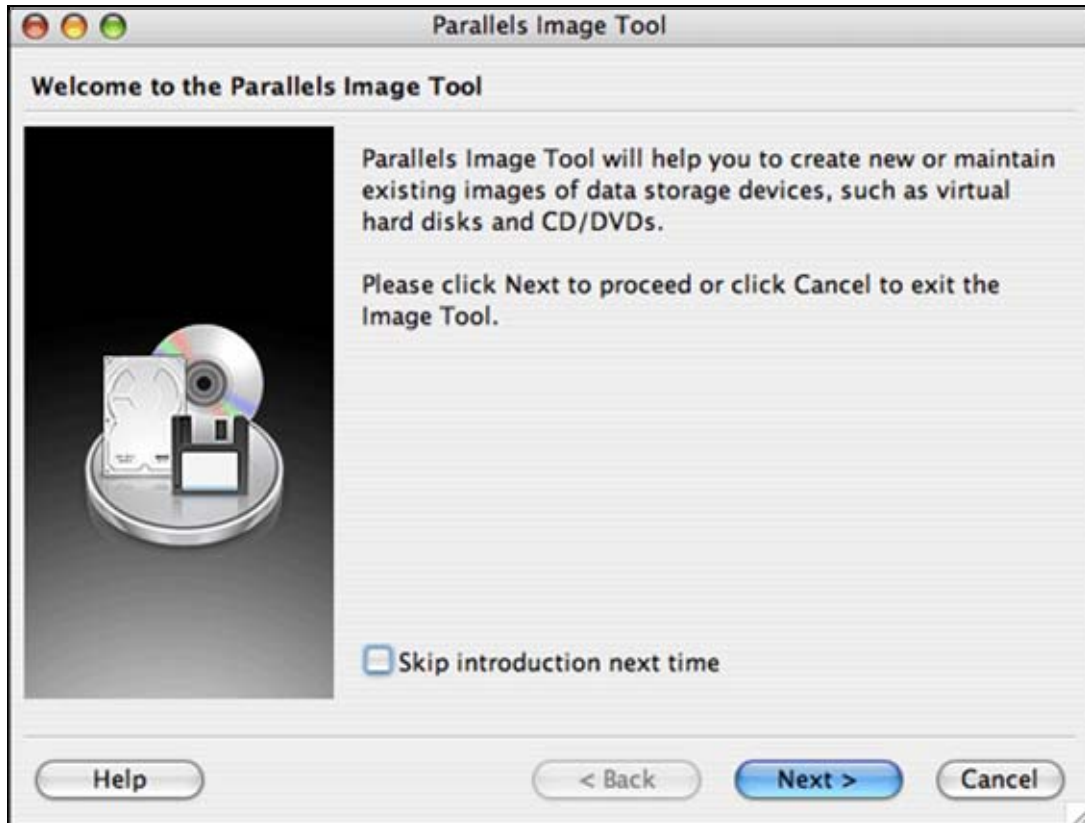 Parallels Image Tool
Welcome to the Parallels Image Tool
Parallels Image Tool will help you to create new or maintain
existing images of data storage devices, such as virtual
hard disks and CD/DVDs.
Please click Next to proceed or click Cancel to exit the
Image Tool.
Skip introduction next time
Help
< Back
Next >
Cancel